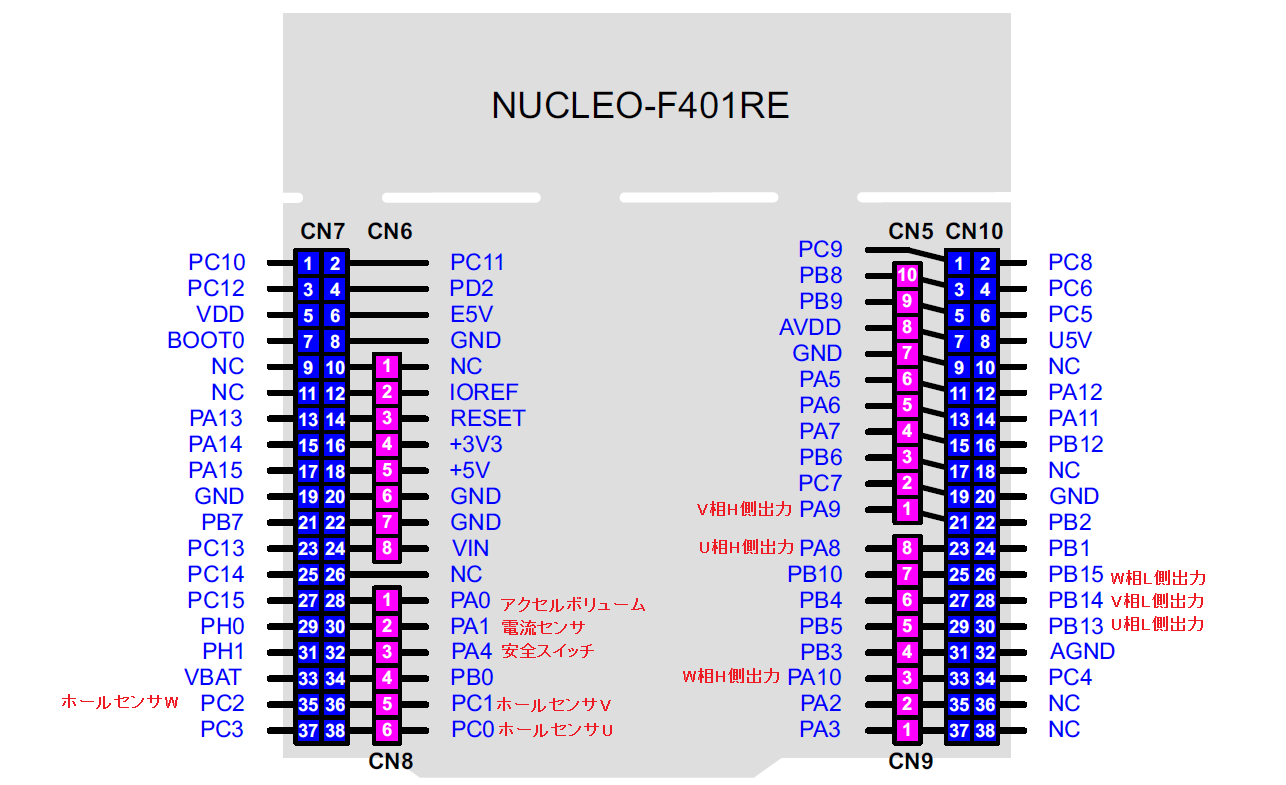 NUCLEO-F401RE
CN7 CN6 CN5 CN10
PC9
PC10 1 2 PC11 PB8 10 1 2 PC8
PC12 3 4 PD2 PB9 9 3 4 PC6
VDD 5 6 E5V AVDD 8 5 6 PC5
BOOT0 7 8 GND GND 7 7 8 U5V
NC 9 10 1 NC PA5 6 9 10 NC
NC 11 12 2 IOREF PA6 5 11 12 PA12
PA13 13 14 3 RESET PA7 4 13 14 PA11
PA14 15 16 4 +3V3 PB6 3 15 16 PB12
PA15 17 18 5 +5V PC7 2 17 18 NC
GND 19 20 6 GND V相H側出力 PA9 1 19 20 GND
PB7 21 22 7 GND 21 22 PB2
PC13 23 24 8 VIN U相H側出力 PA8 8 23 24 PB1
PC14 25 26 NC PB10 7 25 26 PB15 W相L側出力
PC15 27 28 1 PA0 アクセルボリューム PB4 6 27 28 PB14 V相L側出力
PH0 29 30 2 PA1 電流センサ PB5 5 29 30 PB13 U相L側出力
PH1 31 32 3 PA4 安全スイッチ PB3 4 31 32 AGND
VBAT 33 34 4 PB0 W相H側出力 PA10 3 33 34 PC4
ホールセンサW PC2 35 36 5 PC1 ホールセンサV PA2 2 35 36 NC
PC3 37 38 6 PC0 ホールセンサU PA3 1 37 38 NC
CN8 CN9